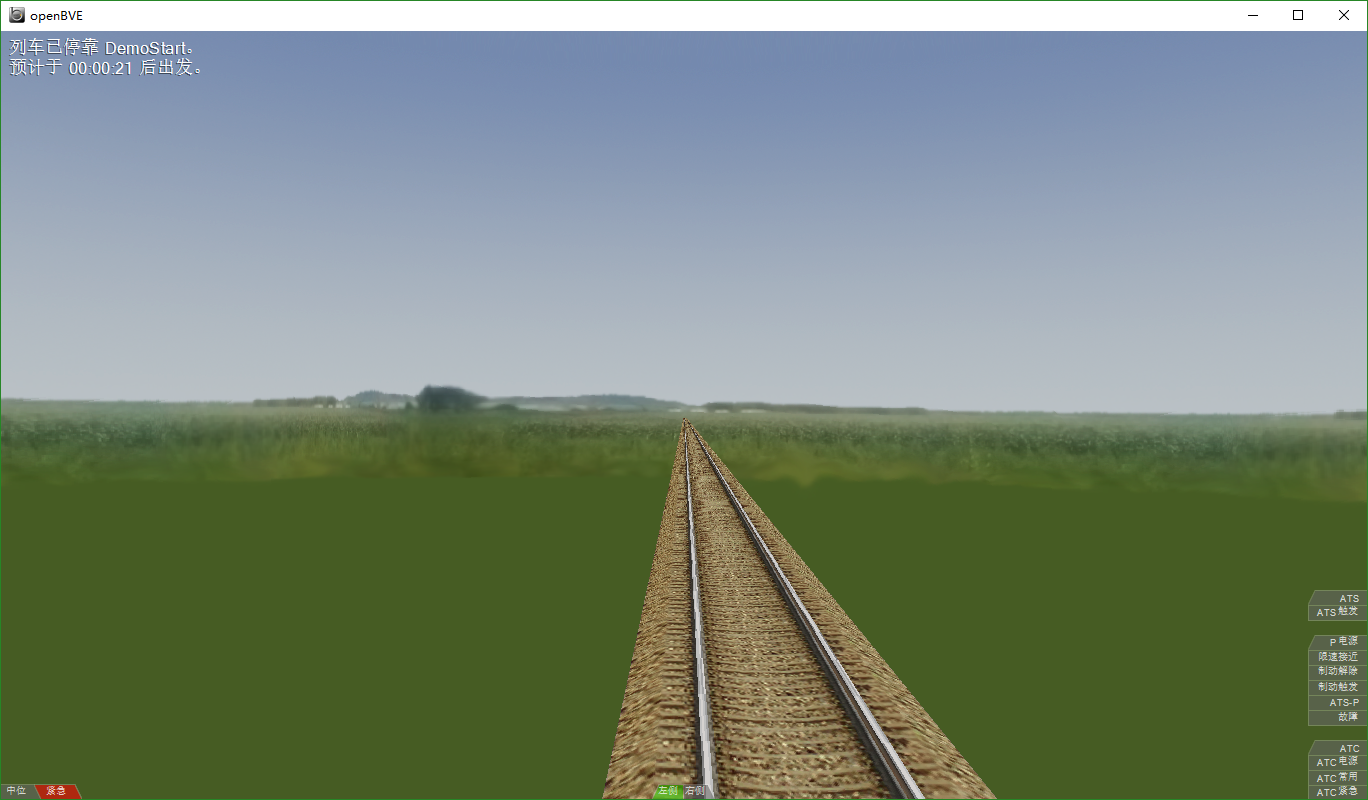 openBVE
列车已停靠 DemoStart。
预计于 00:00:21 后出发。
ATS
ATS 触发
P 电源
限速接近
制动解除
制动触发
ATS-P
故障
ATC
ATC 电源
ATC 常用
ATC 紧急
中位 紧急 左侧 右侧